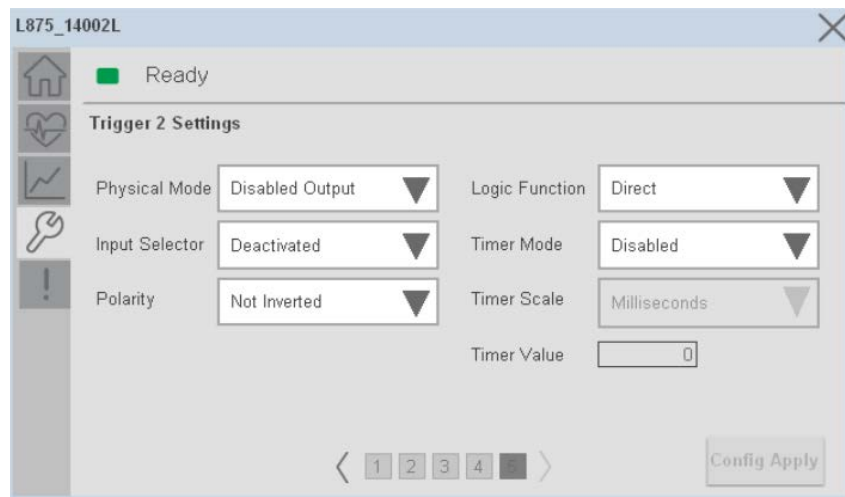 L875_14002L
Ready
Trigger 2 Settings
Physical Mode Disabled Output Logic Function Direct
Input Selector Deactivated Timer Mode Disabled
Polarity Not Inverted Timer Scale Milliseconds
Timer Value 0
1 2 3 4 5 Config Apply